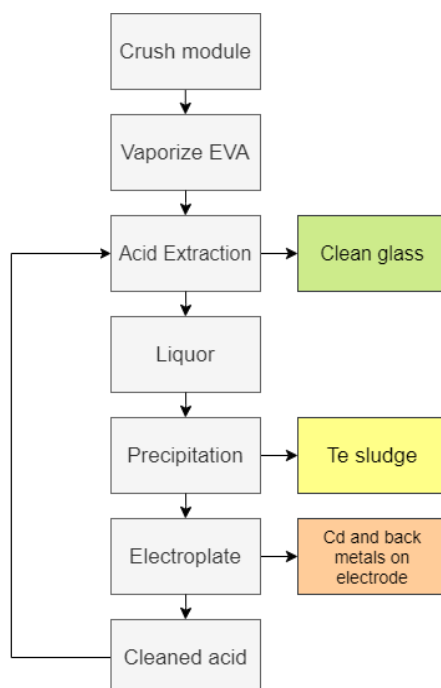 Crush module
Vaporize EVA
Acid Extraction
Clean glass
Liquor
Precipitation
Te sludge
Electroplate
Cd and back
metals on
electrode
Cleaned acid